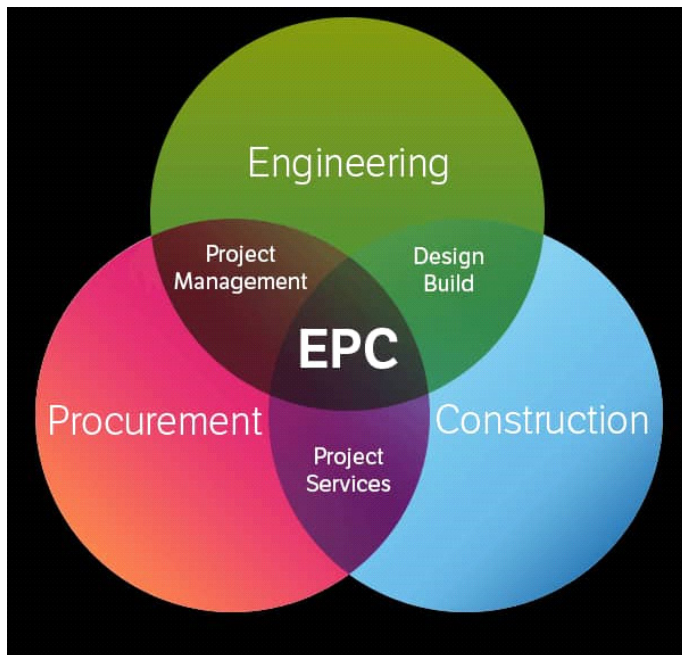 Engineering
Project
Management
Design
Build
EPC
Procurement
Construction
Project
Services